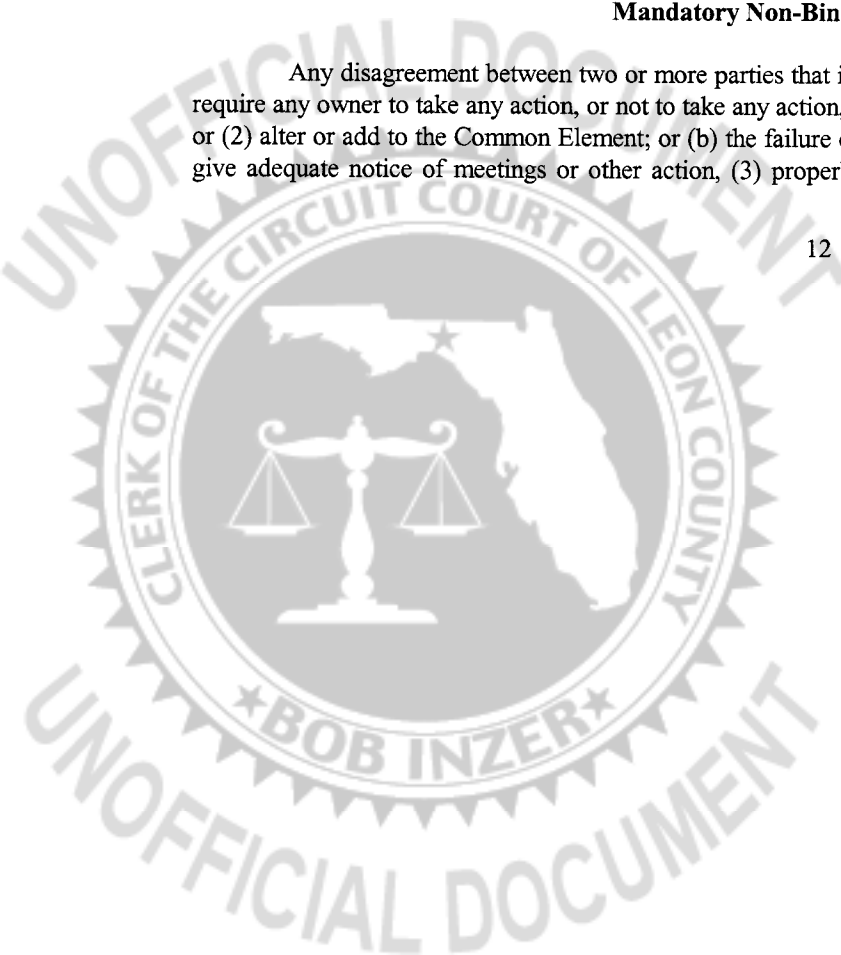 Mandatory Non-Bin
Any disagreement between two or more parties that i
require any owner to take any action, or not to take any action,
or (2) alter or add to the Common Element; or (b) the failure
give adequate notice of meetings or other action, (3) proper
12
UNOFFICIAL DOCUMENT
CLERK OF THE CIRCUIT COURT OF LEON COUNTY
★BOB INZER★
UNOFFICIAL DOCUMENT